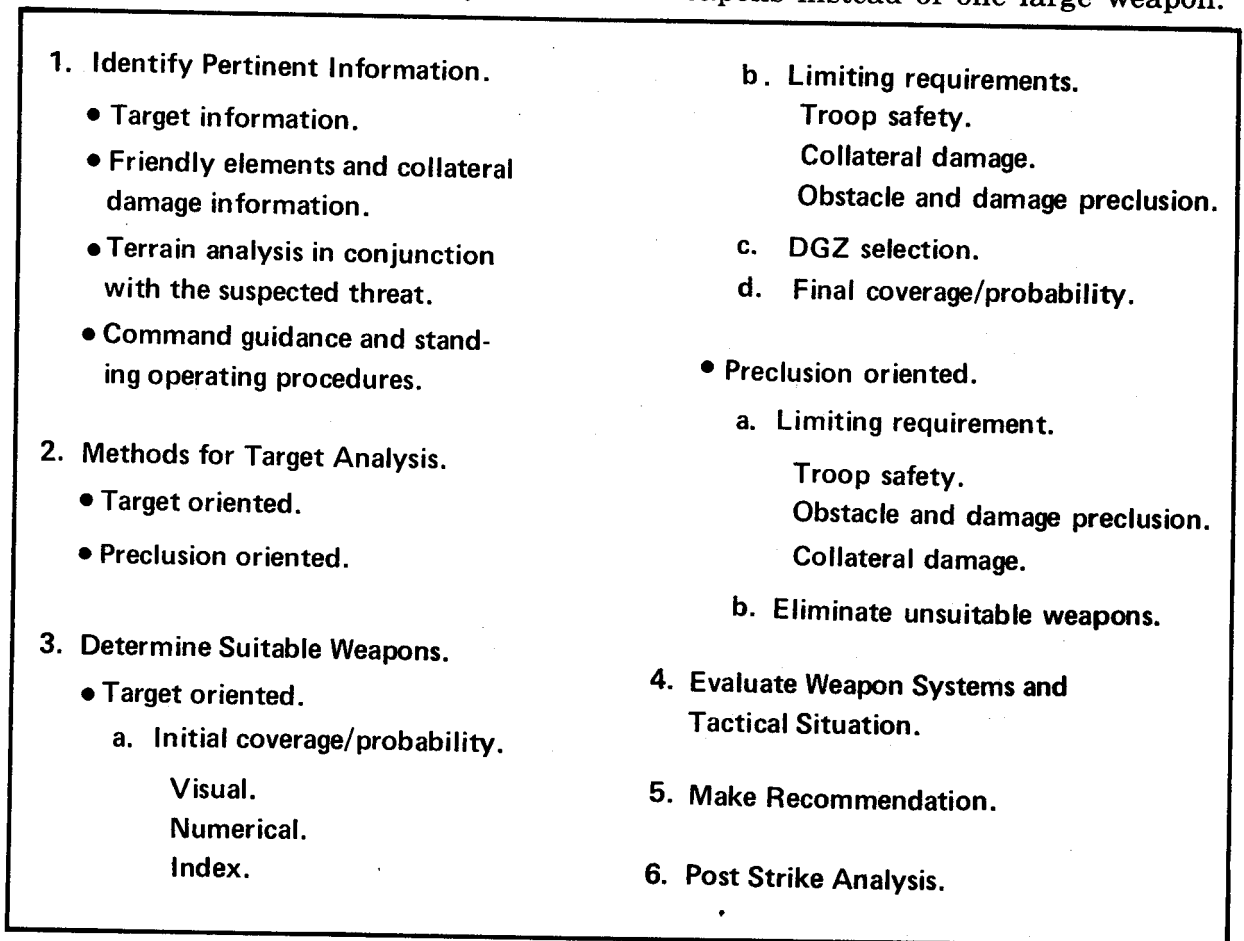 instead of one large weapon.
1. Identify Pertinent Information.
● Target information.
● Friendly elements and collateral
damage information.
● Terrain analysis in conjunction
with the suspected threat.
● Command guidance and stand-
ing operating procedures.
2. Methods for Target Analysis.
● Target oriented.
● Preclusion oriented.
3. Determine Suitable Weapons.
● Target oriented.
a. Initial coverage/probability.
Visual.
Numerical.
Index.
b. Limiting requirements.
Troop safety.
Collateral damage.
Obstacle and damage preclusion.
c. DGZ selection.
d. Final coverage/probability.
● Preclusion oriented.
a. Limiting requirement.
Troop safety.
Obstacle and damage preclusion.
Collateral damage.
b. Eliminate unsuitable weapons.
4. Evaluate Weapon Systems and
Tactical Situation.
5. Make Recommendation.
6. Post Strike Analysis.